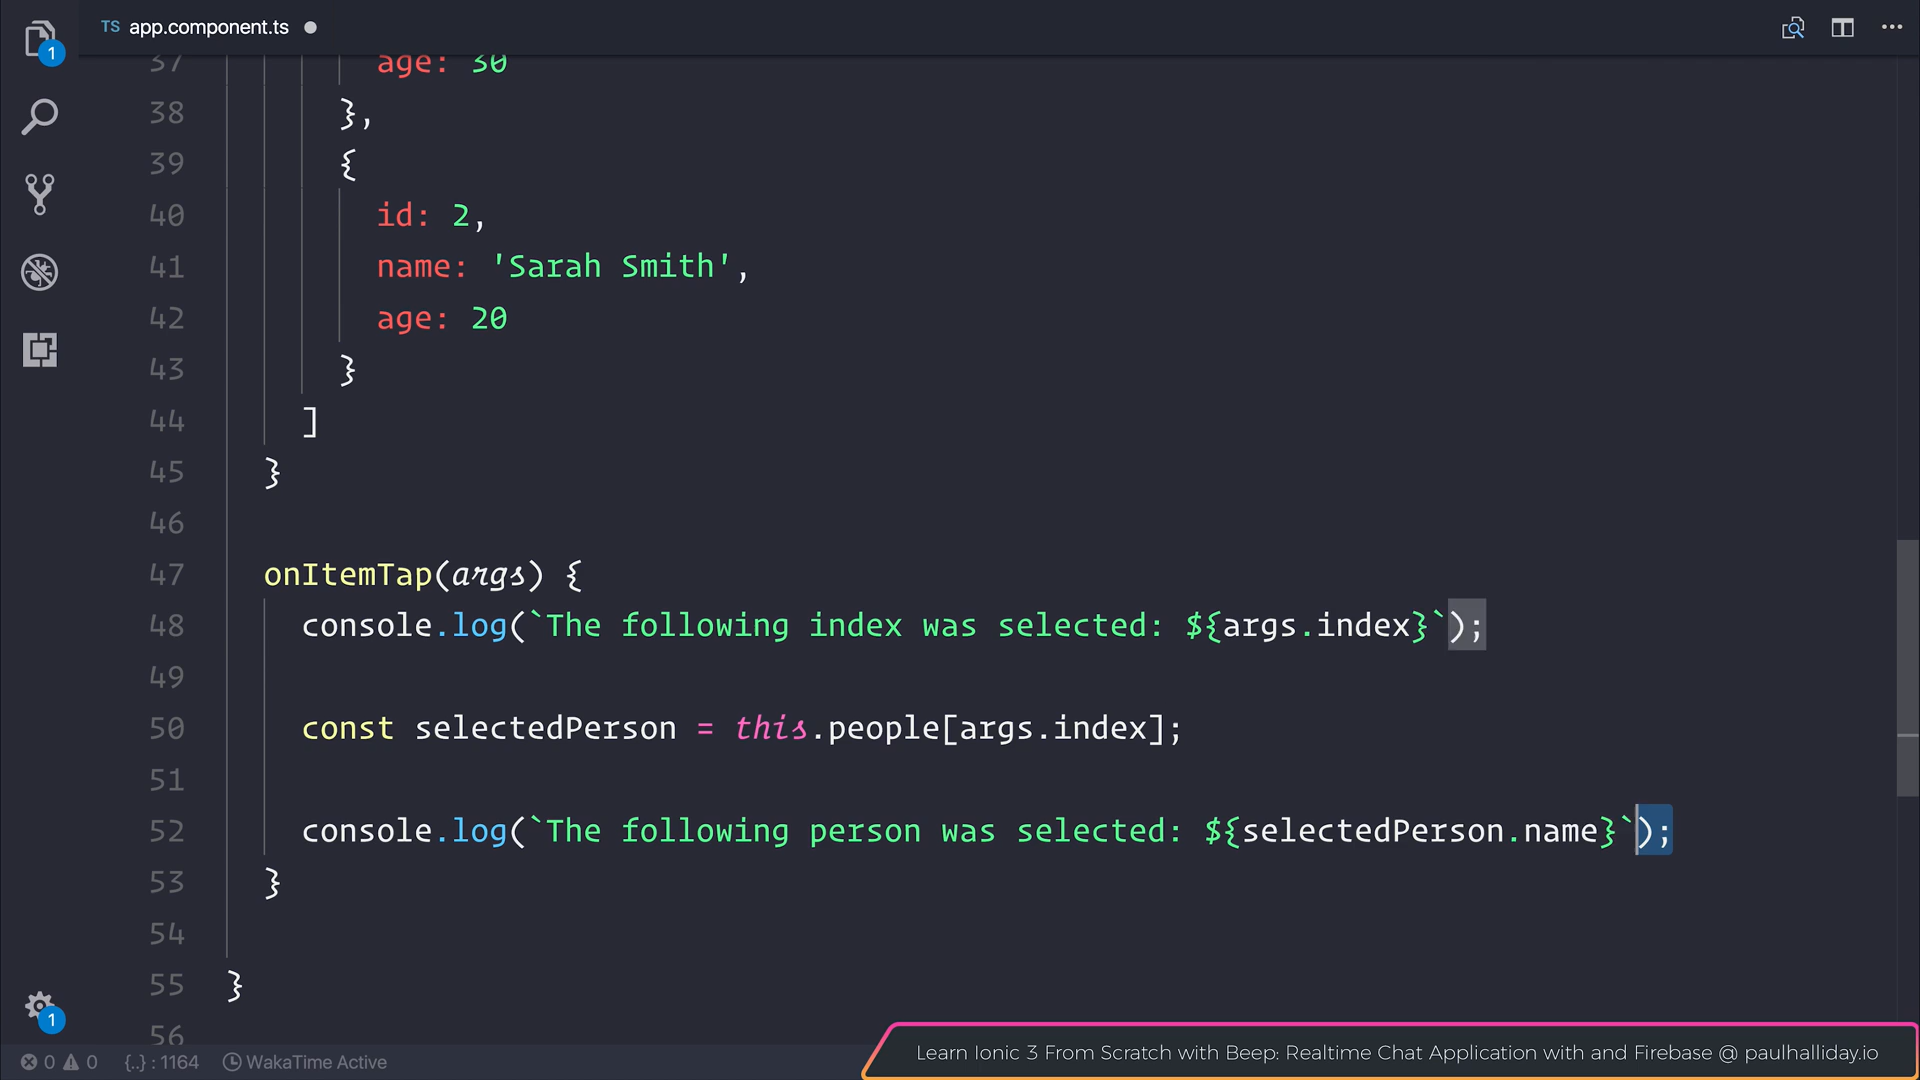 TS app.component.ts
37 age: 30
38 },
39 {
40 id: 2,
41 name: 'Sarah Smith',
42 age: 20
43 }
44 ]
45 }
46
47 onItemTap(args) {
48 console.log(`The following index was selected: ${args.index}`);
49
50 const selectedPerson = this.people[args.index];
51
52 console.log(`The following person was selected: ${selectedPerson.name}`);
53 }
54
55 }
56
1
1
0 0 {..} : 1164 WakaTime Active
Learn Ionic 3 From Scratch with Beep: Realtime Chat Application with and Firebase @ paulhalliday.io